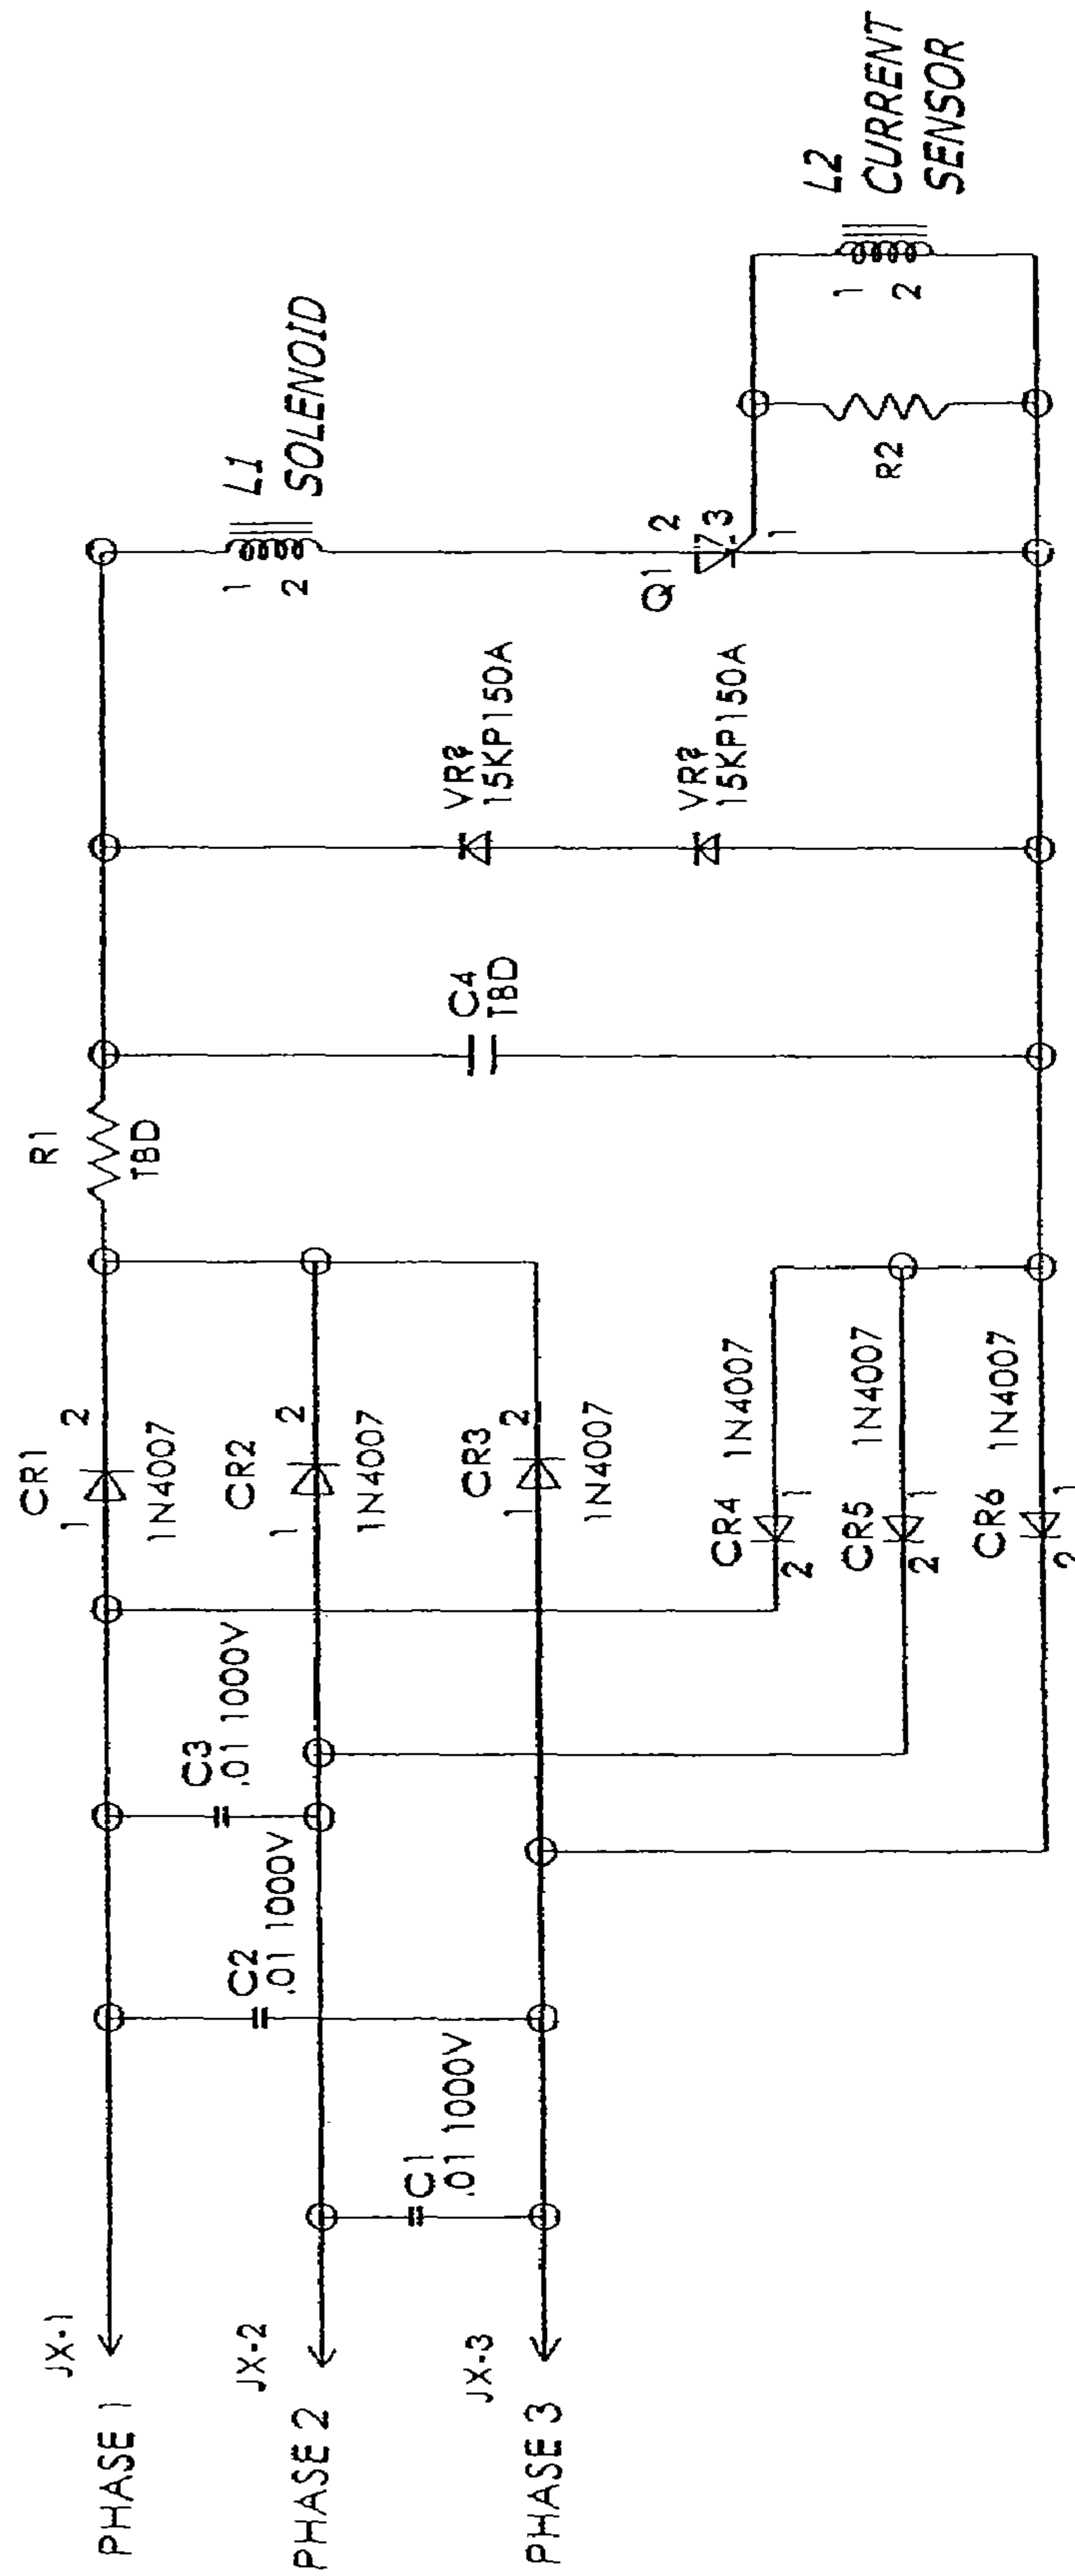 PHASE 1
JX-1
PHASE 2
JX-2
PHASE 3
JX-3
C1
.01 1000V
C2
.01 1000V
C3
.01 1000V
CR1
1
2
1N4007
CR2
1
2
1N4007
CR3
1
2
1N4007
CR4
2
1
1N4007
CR5
2
1
1N4007
CR6
2
1
1N4007
R1
TBD
C4
TBD
VR?
15KP150A
VR?
15KP150A
L1
SOLENOID
1
2
Q1
2
3
1
R2
1
2
L2
CURRENT
SENSOR